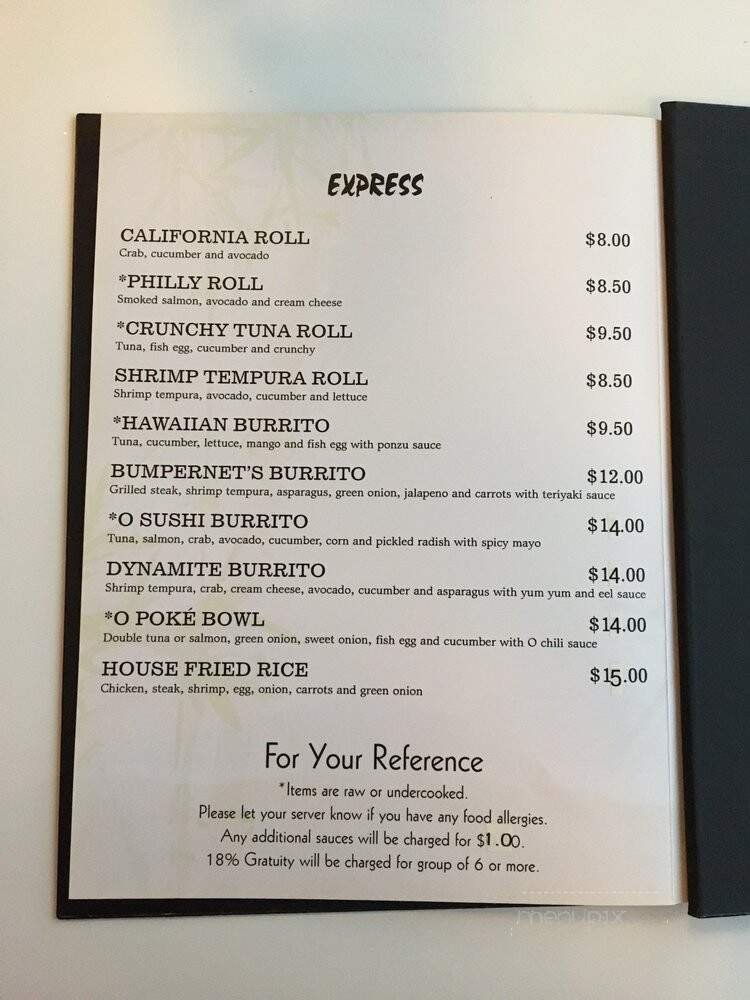 EXPRESS
CALIFORNIA ROLL $8.00
Crab, cucumber and avocado
*PHILLY ROLL $8.50
Smoked salmon, avocado and cream cheese
*CRUNCHY TUNA ROLL $9.50
Tuna, fish egg, cucumber and crunchy
SHRIMP TEMPURA ROLL $8.50
Shrimp tempura, avocado, cucumber and lettuce
*HAWAIIAN BURRITO $9.50
Tuna, cucumber, lettuce, mango and fish egg with ponzu sauce
BUMPERNET'S BURRITO $12.00
Grilled steak, shrimp tempura, asparagus, green onion, jalapeno and carrots with teriyaki sauce
*O SUSHI BURRITO $14.00
Tuna, salmon, crab, avocado, cucumber, corn and pickled radish with spicy mayo
DYNAMITE BURRITO $14.00
Shrimp tempura, crab, cream cheese, avocado, cucumber and asparagus with yum yum and eel sauce
*O POKÉ BOWL $14.00
Double tuna or salmon, green onion, sweet onion, fish egg and cucumber with O chili sauce
HOUSE FRIED RICE $15.00
Chicken, steak, shrimp, egg, onion, carrots and green onion
For Your Reference
*Items are raw or undercooked.
Please let your server know if you have any food allergies.
Any additional sauces will be charged for $1.00.
18% Gratuity will be charged for group of 6 or more.